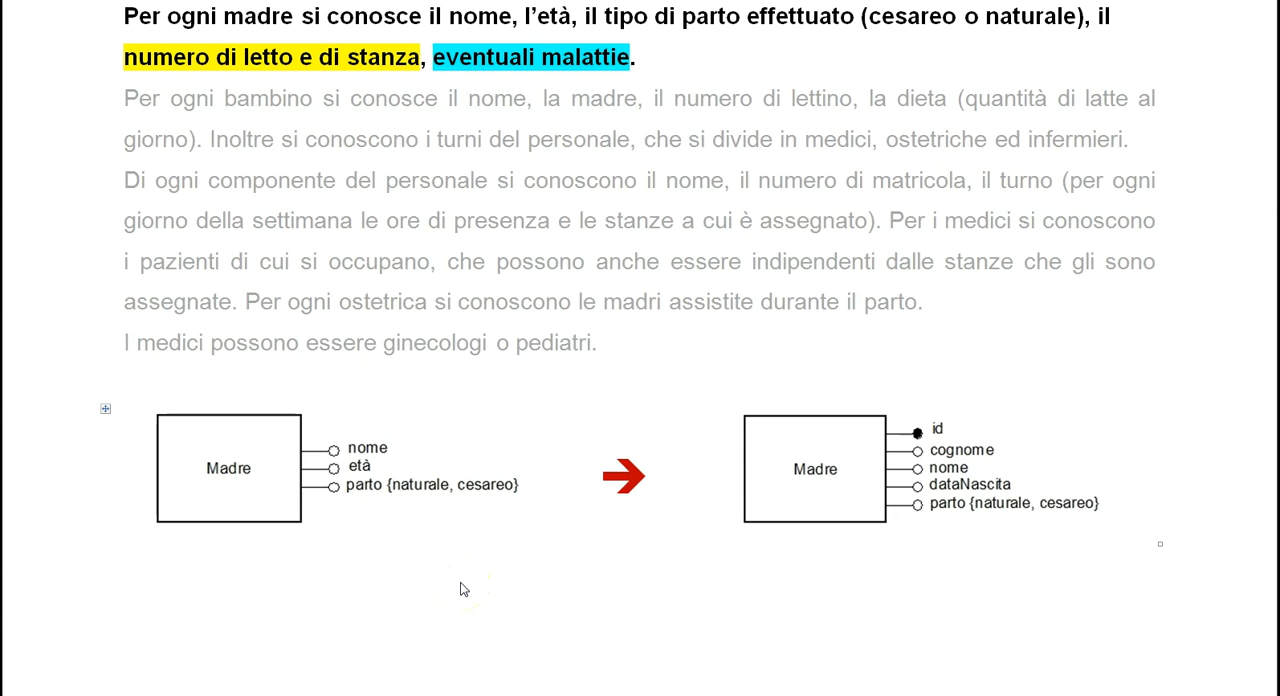 Per ogni madre si conosce il nome, l’età, il tipo di parto effettuato (cesareo o naturale), il
numero di letto e di stanza, eventuali malattie.
Per ogni bambino si conosce il nome, la madre, il numero di lettino, la dieta (quantità di latte al
giorno). Inoltre si conoscono i turni del personale, che si divide in medici, ostetriche ed infermieri.
Di ogni componente del personale si conoscono il nome, il numero di matricola, il turno (per ogni
giorno della settimana le ore di presenza e le stanze a cui è assegnato). Per i medici si conoscono
i pazienti di cui si occupano, che possono anche essere indipendenti dalle stanze che gli sono
assegnate. Per ogni ostetrica si conoscono le madri assistite durante il parto.
I medici possono essere ginecologi o pediatri.
Madre
nome
età
parto {naturale, cesareo}
Madre
id
cognome
nome
dataNascita
parto {naturale, cesareo}